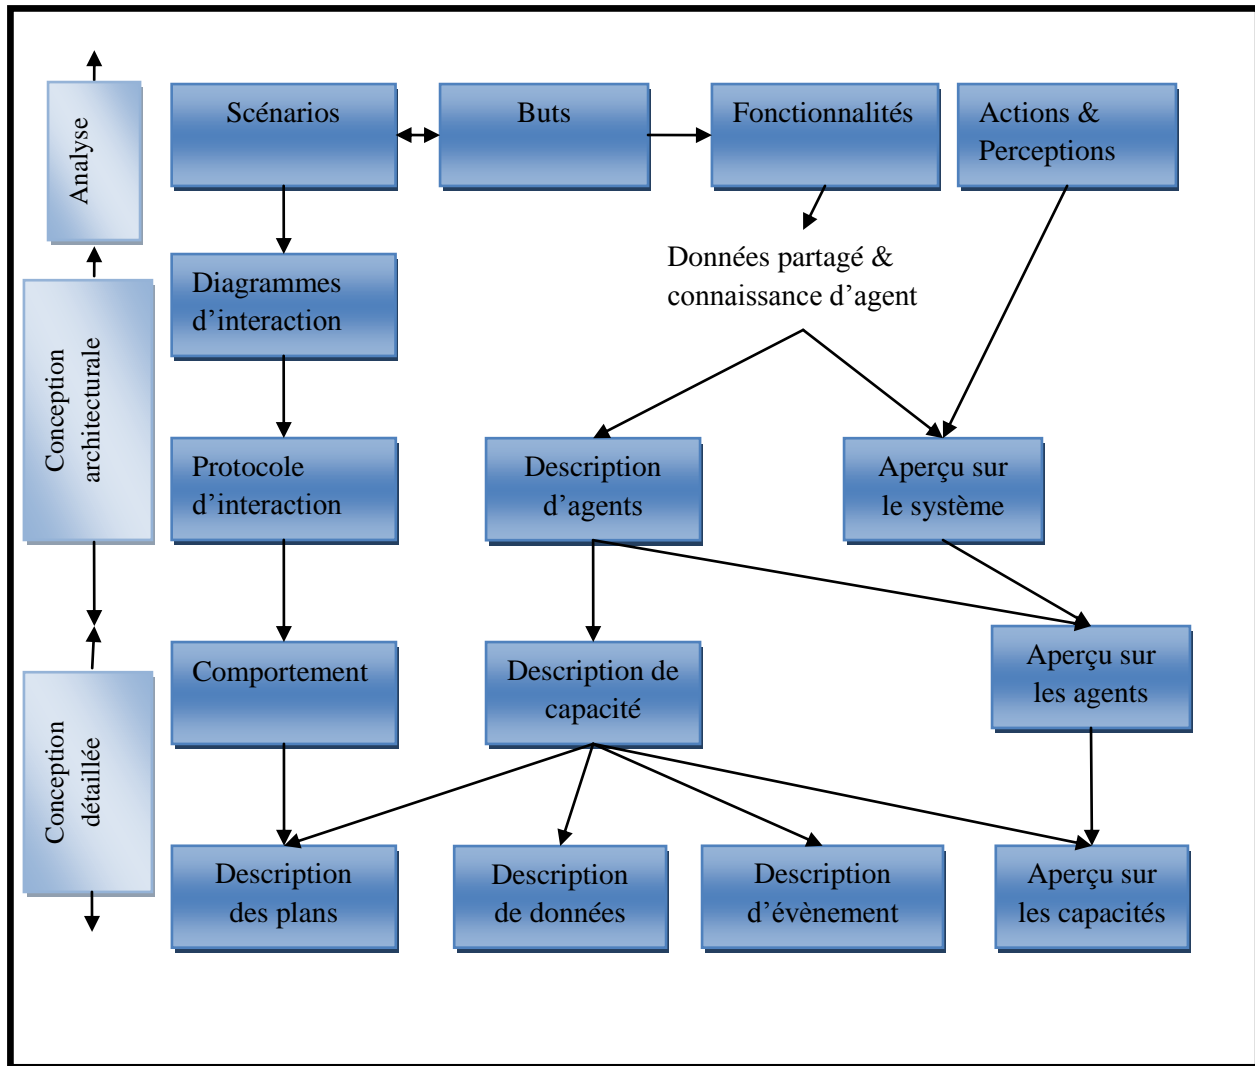 Analyse
Scénarios
Buts
Fonctionnalités
Actions &
Perceptions
Données partagé &
connaissance d’agent
Conception
architecturale
Diagrammes
d’interaction
Protocole
d’interaction
Description
d’agents
Aperçu sur
le système
Conception
détaillée
Comportement
Description de
capacité
Aperçu sur
les agents
Description
des plans
Description
de données
Description
d’évènement
Aperçu sur
les capacités